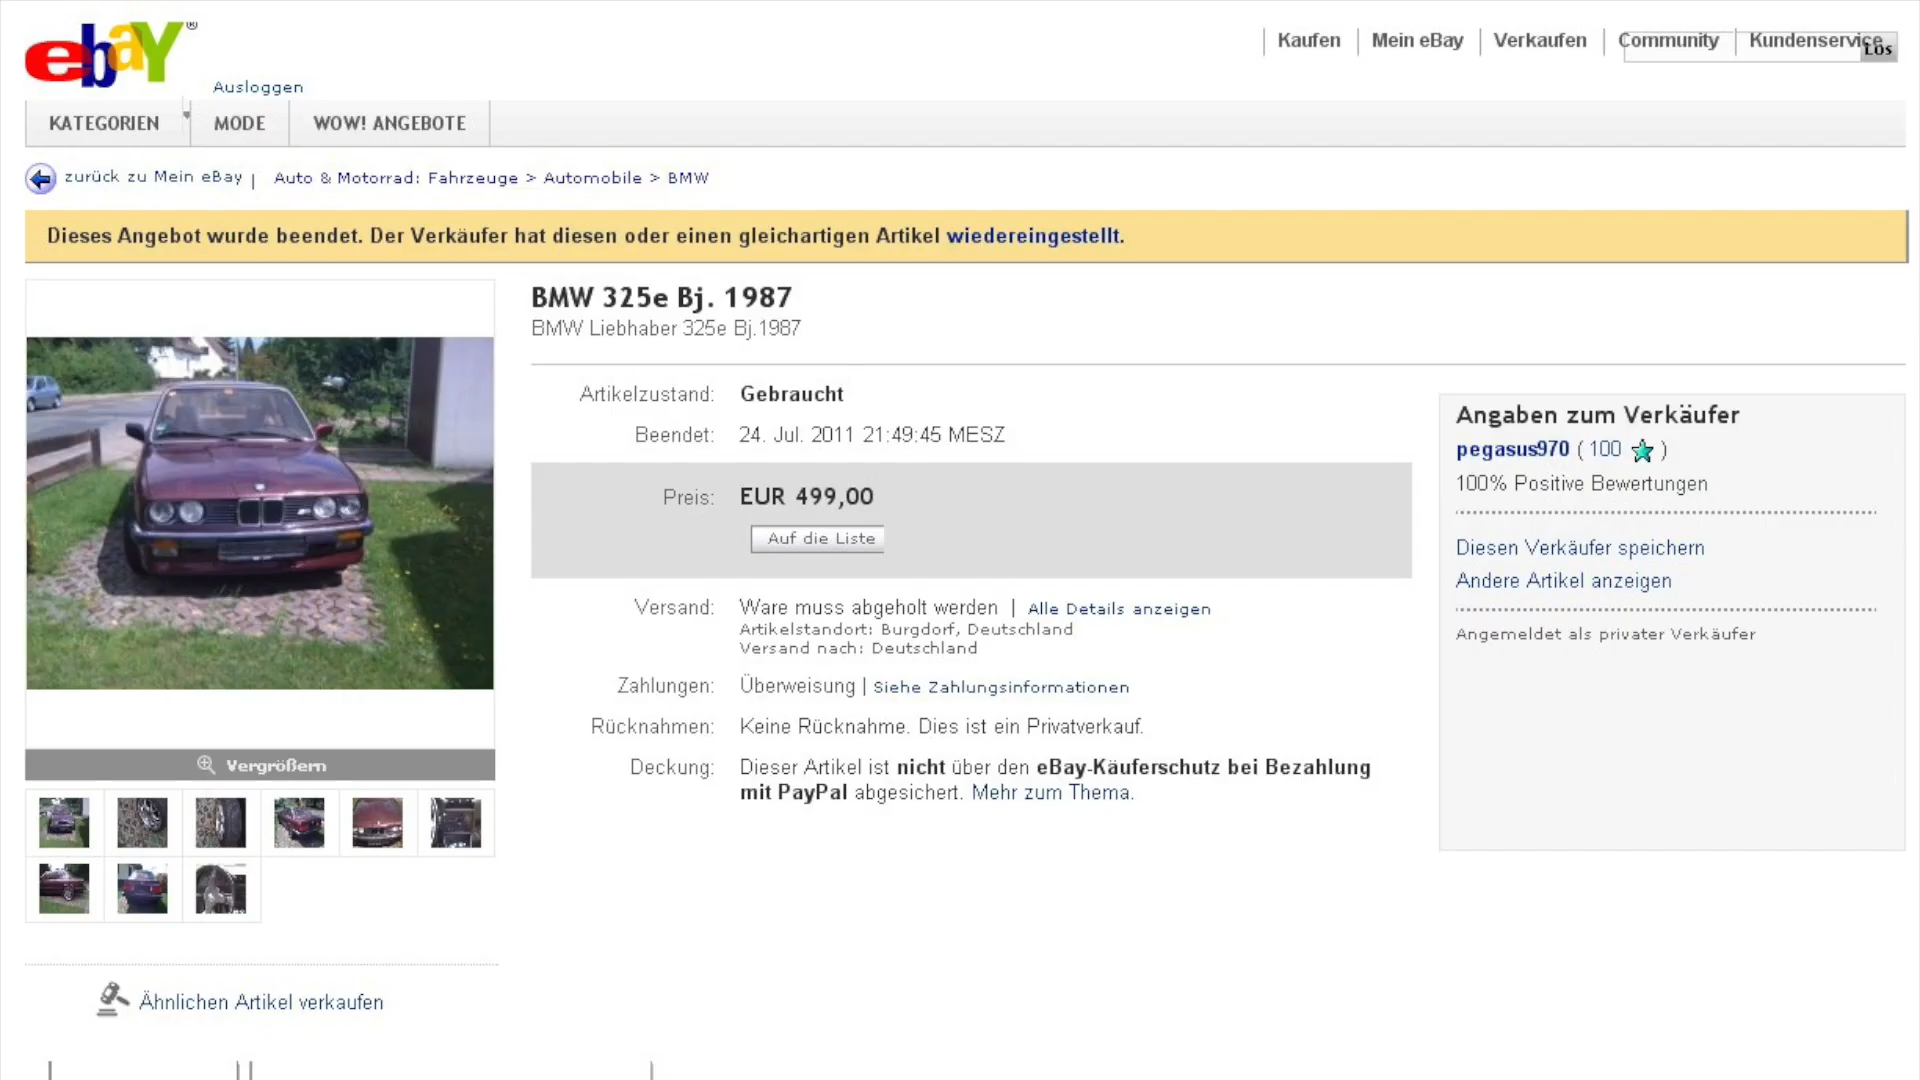 ebay®
Ausloggen
Kaufen
Mein eBay
Verkaufen
Community
Kundenservice
Los
KATEGORIEN
MODE
WOW! ANGEBOTE
zurück zu Mein eBay | Auto & Motorrad: Fahrzeuge > Automobile > BMW
Dieses Angebot wurde beendet. Der Verkäufer hat diesen oder einen gleichartigen Artikel wiedereingestellt.
BMW 325e Bj. 1987
BMW Liebhaber 325e Bj.1987
Artikelzustand: Gebraucht
Beendet: 24. Jul. 2011 21:49:45 MESZ
Preis: EUR 499,00
Auf die Liste
Versand: Ware muss abgeholt werden | Alle Details anzeigen
Artikelstandort: Burgdorf, Deutschland
Versand nach: Deutschland
Zahlungen: Überweisung | Siehe Zahlungsinformationen
Rücknahmen: Keine Rücknahme. Dies ist ein Privatverkauf.
Deckung: Dieser Artikel ist nicht über den eBay-Käuferschutz bei Bezahlung
mit PayPal abgesichert. Mehr zum Thema.
Angaben zum Verkäufer
pegasus970 ( 100 )
100% Positive Bewertungen
Diesen Verkäufer speichern
Andere Artikel anzeigen
Angemeldet als privater Verkäufer
Vergrößern
Ähnlichen Artikel verkaufen